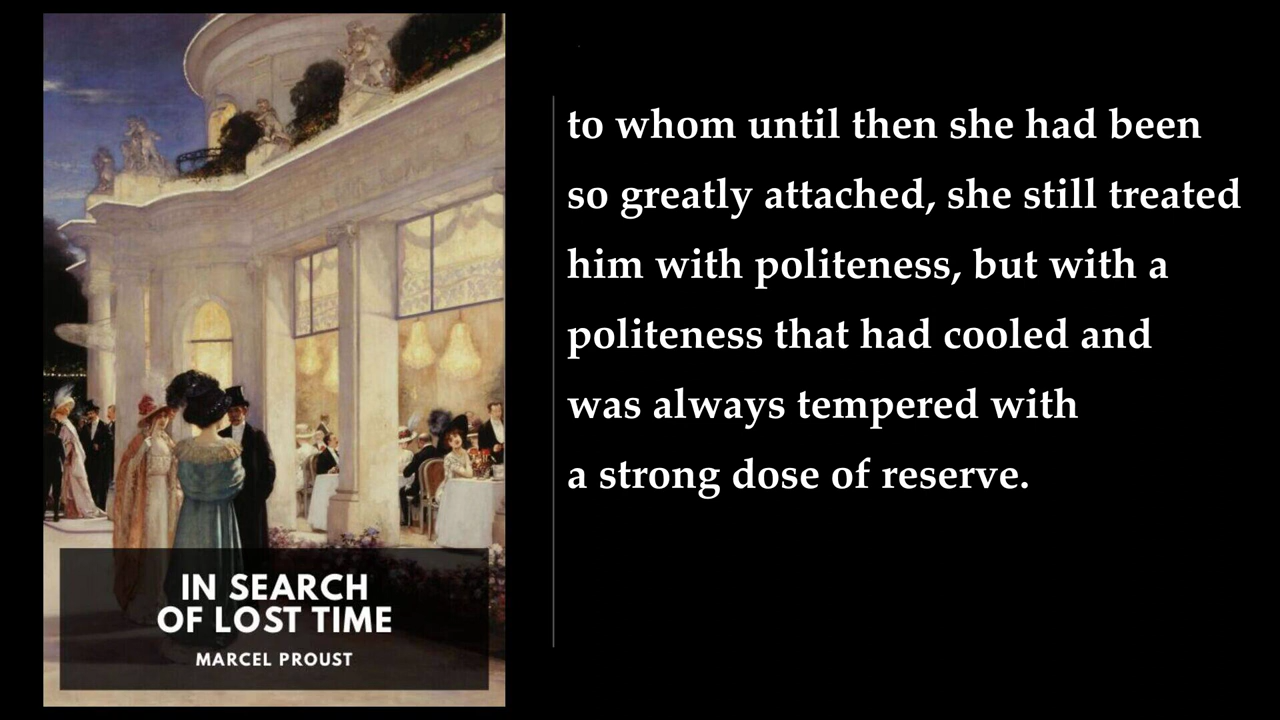 to whom until then she had been
so greatly attached, she still treated
him with politeness, but with a
politeness that had cooled and
was always tempered with
a strong dose of reserve.
IN SEARCH
OF LOST TIME
MARCEL PROUST